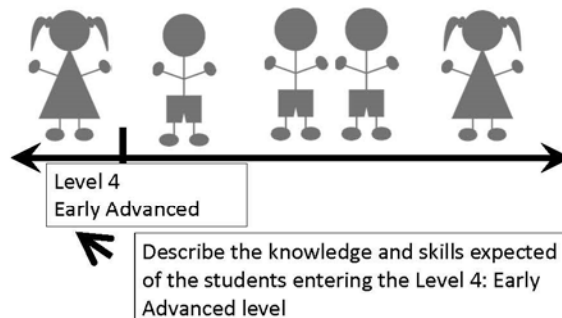 Level 4
Early Advanced
Describe the knowledge and skills expected
of the students entering the Level 4: Early
Advanced level